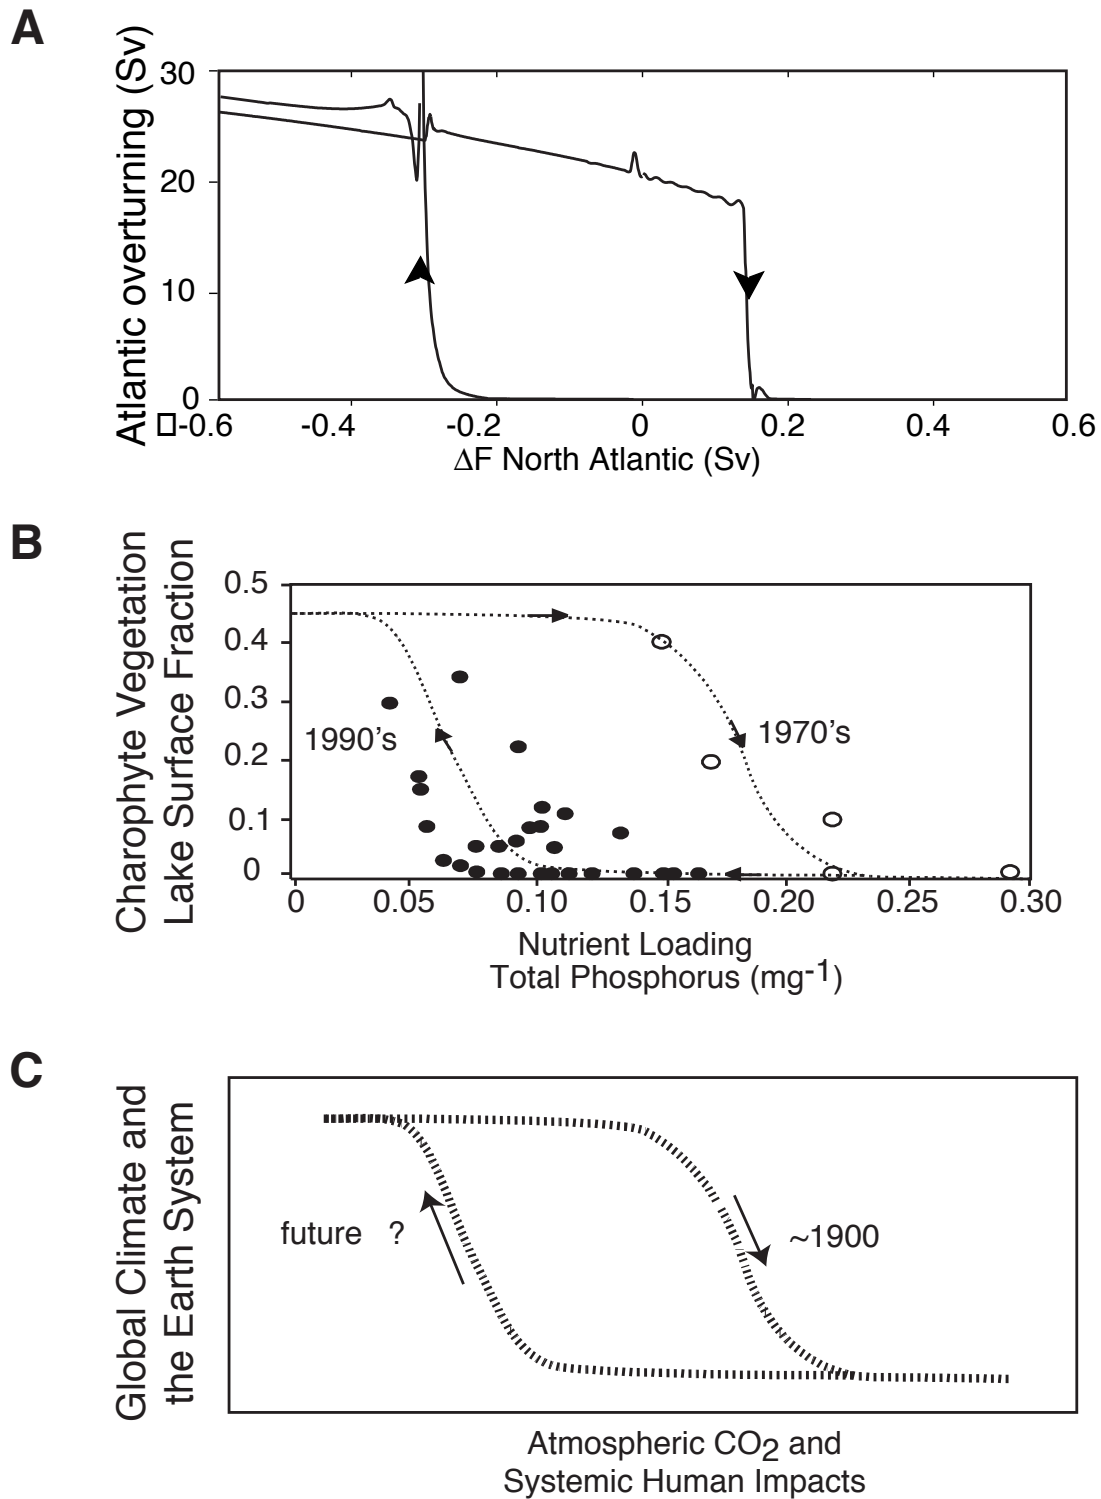 A
Atlantic overturning (Sv)
30
20
10
0
-0.6 -0.4 -0.2 0 0.2 0.4 0.6
ΔF North Atlantic (Sv)
B
Charophyte Vegetation
Lake Surface Fraction
0.5
0.4
0.3
0.2
0.1
0
1990's
1970's
0 0.05 0.10 0.15 0.20 0.25 0.30
Nutrient Loading
Total Phosphorus (mg-1)
C
Global Climate and
the Earth System
future ?
~1900
Atmospheric CO2 and
Systemic Human Impacts